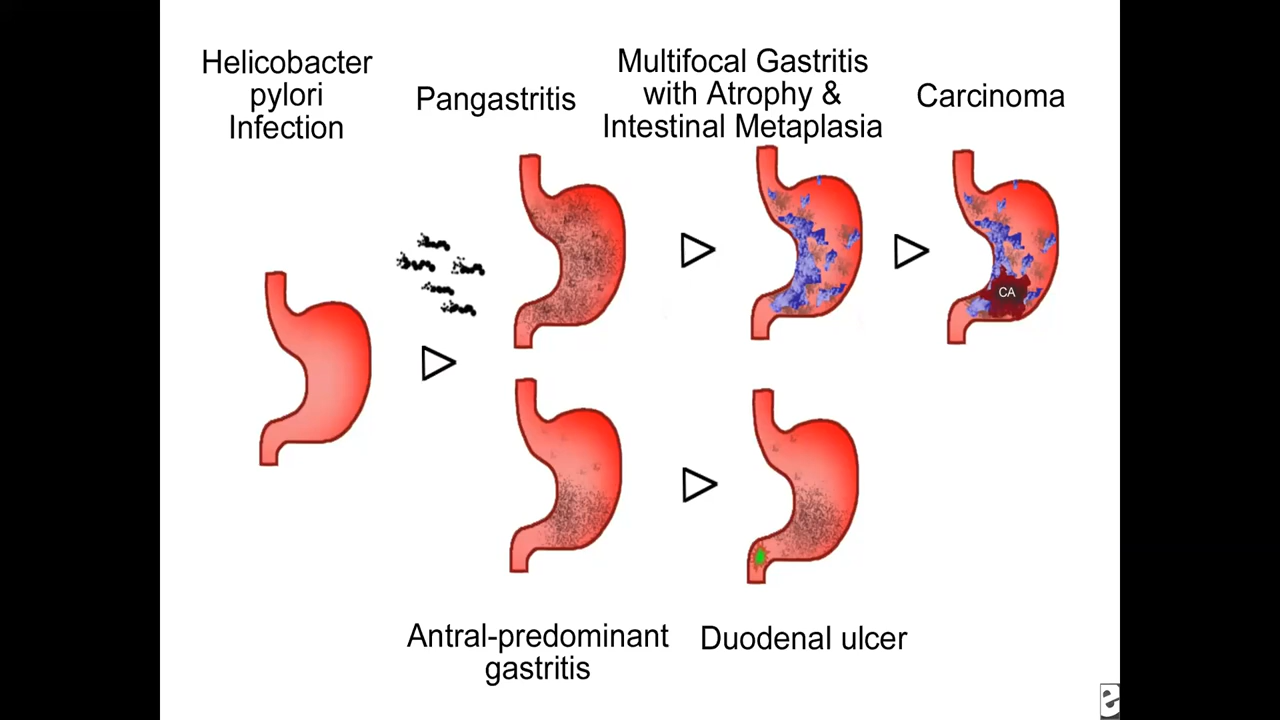 Helicobacter
pylori
Infection
Pangastritis
Multifocal Gastritis
with Atrophy &
Intestinal Metaplasia
Carcinoma
CA
Antral-predominant
gastritis
Duodenal ulcer
e